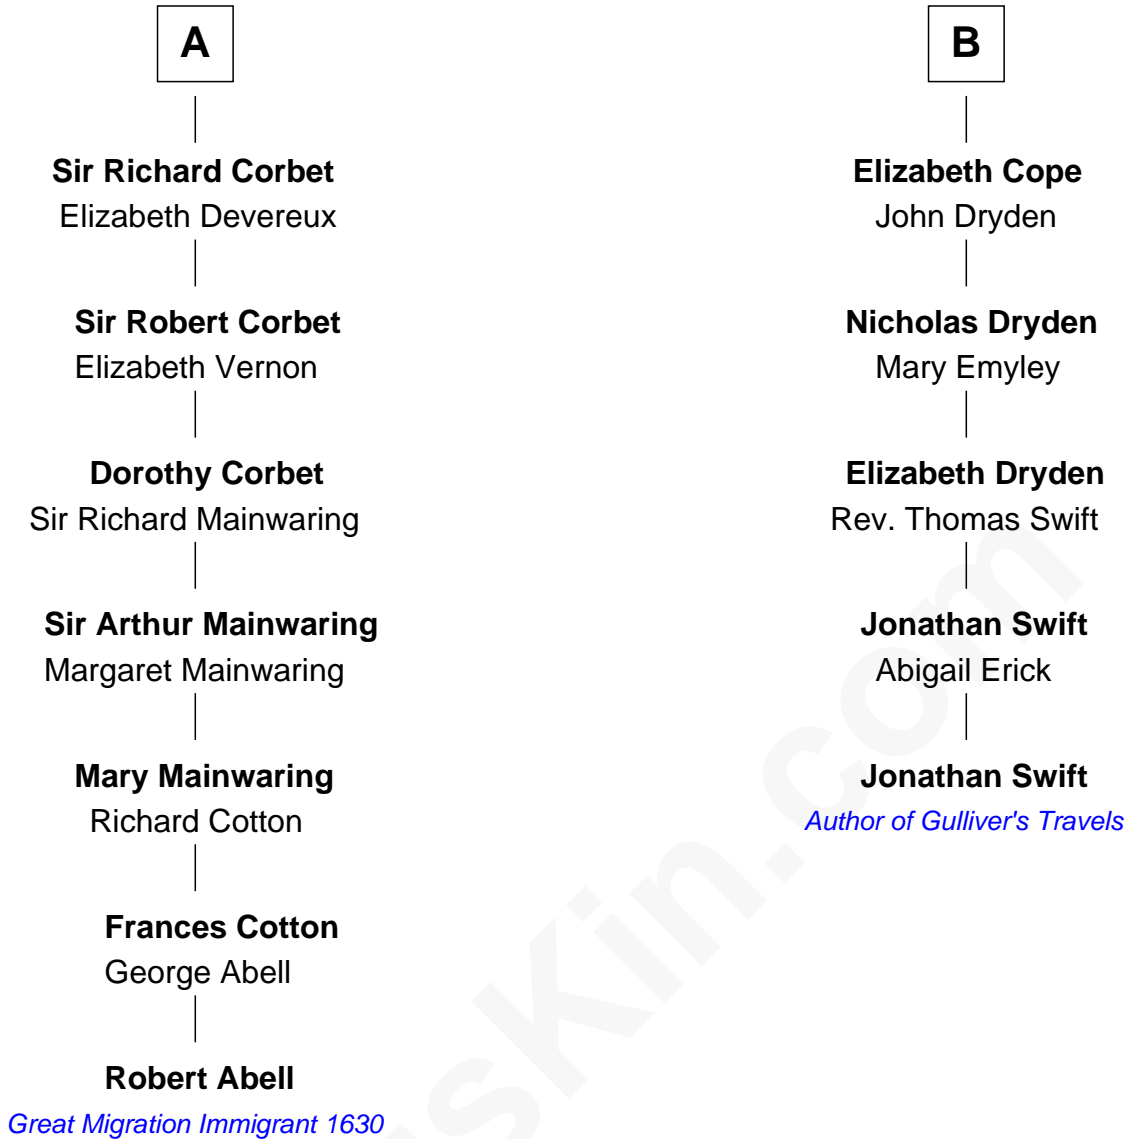 A
Sir Richard Corbet
Elizabeth Devereux
Sir Robert Corbet
Elizabeth Vernon
Dorothy Corbet
Sir Richard Mainwaring
Sir Arthur Mainwaring
Margaret Mainwaring
Mary Mainwaring
Richard Cotton
Frances Cotton
George Abell
Robert Abell
Great Migration Immigrant 1630
B
Elizabeth Cope
John Dryden
Nicholas Dryden
Mary Emyley
Elizabeth Dryden
Rev. Thomas Swift
Jonathan Swift
Abigail Erick
Jonathan Swift
Author of Gulliver's Travels